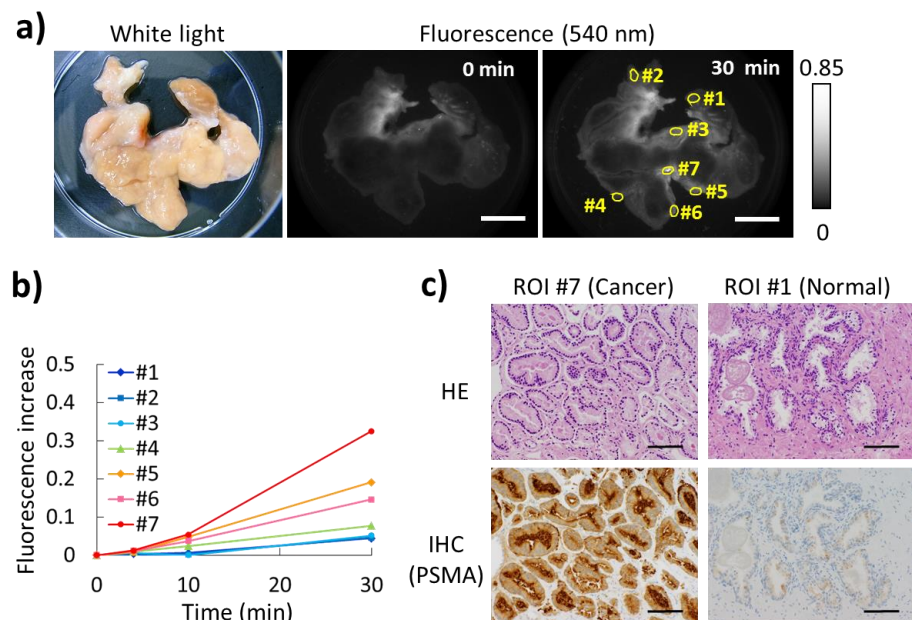 a)
White light
Fluorescence (540 nm)
0 min
30 min
#2
#1
#3
#7
#4
#5
#6
0.85
0
b)
Fluorescence increase
0.5
0.4
0.3
0.2
0.1
0
#1
#2
#3
#4
#5
#6
#7
0 10 20 30
Time (min)
c)
ROI #7 (Cancer)
ROI #1 (Normal)
HE
IHC
(PSMA)